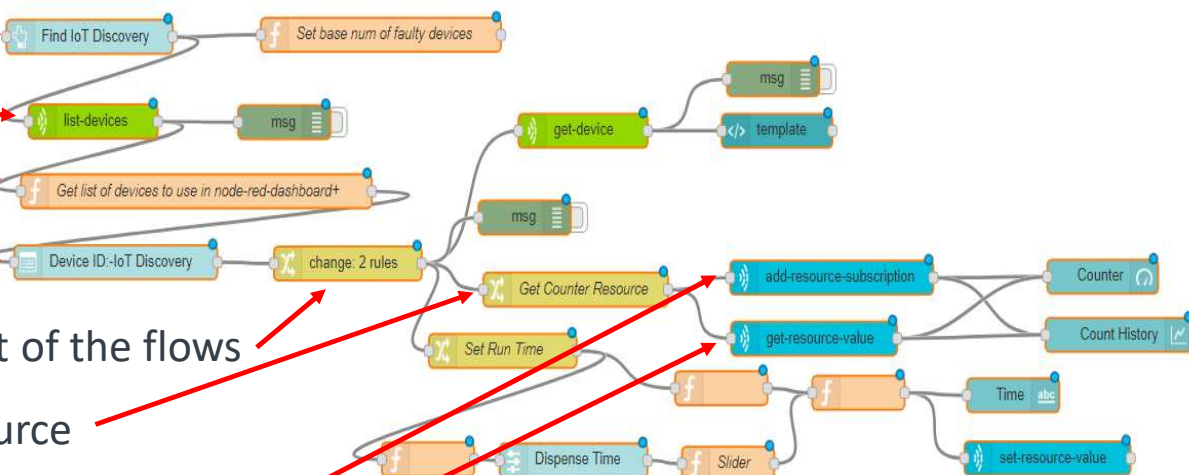 Find IoT Discovery
Set base num of faulty devices
msg
list-devices
msg
get-device
</> template
Get list of devices to use in node-red-dashboard+
msg
Device ID:-IoT Discovery
change: 2 rules
add-resource-subscription
Counter
Get Counter Resource
t of the flows
get-resource-value
Count History
Set Run Time
f
f
Time
abc
urce
f
Dispense Time
f
Slider
set-resource-value